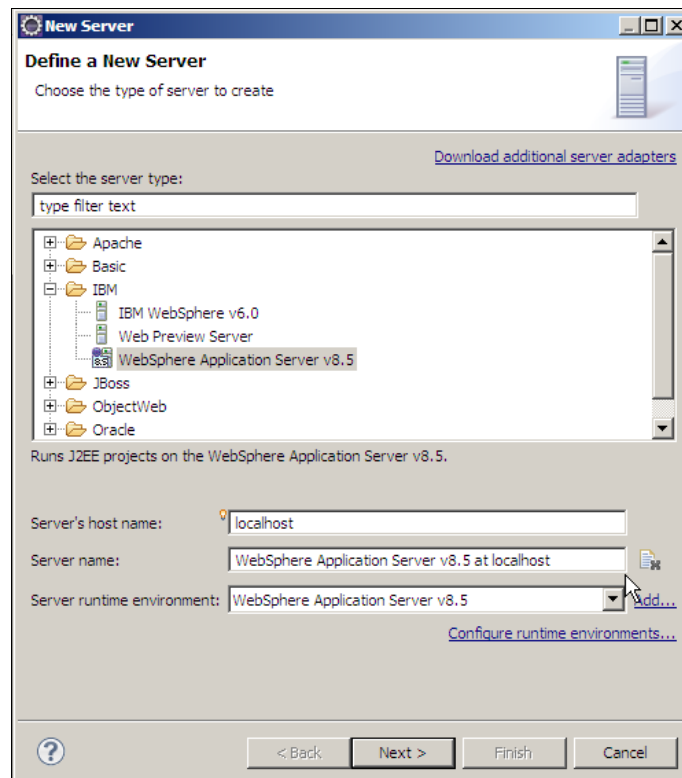 New Server
Define a New Server
Choose the type of server to create
Download additional server adapters
Select the server type:
type filter text
Apache
Basic
IBM
IBM WebSphere v6.0
Web Preview Server
WebSphere Application Server v8.5
JBoss
ObjectWeb
Oracle
Runs J2EE projects on the WebSphere Application Server v8.5.
Server's host name: localhost
Server name: WebSphere Application Server v8.5 at localhost
Server runtime environment: WebSphere Application Server v8.5 Add...
Configure runtime environments...
? < Back Next > Finish Cancel